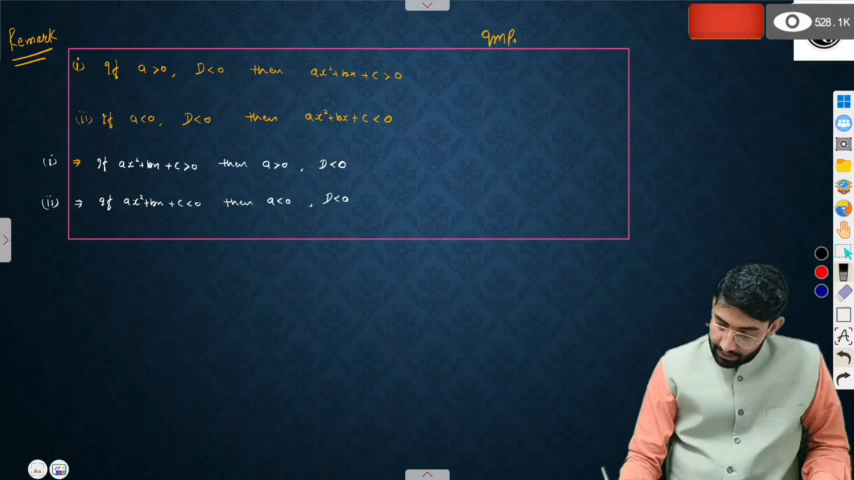 Remark
Imp.
528.1K
(i) If a>0, D<0 then ax²+bx+c>0
(ii) If a<0, D<0 then ax²+bx+c<0
(i) ⇒ If ax²+bx+c>0 then a>0, D<0
(ii) ⇒ If ax²+bx+c<0 then a<0, D<0